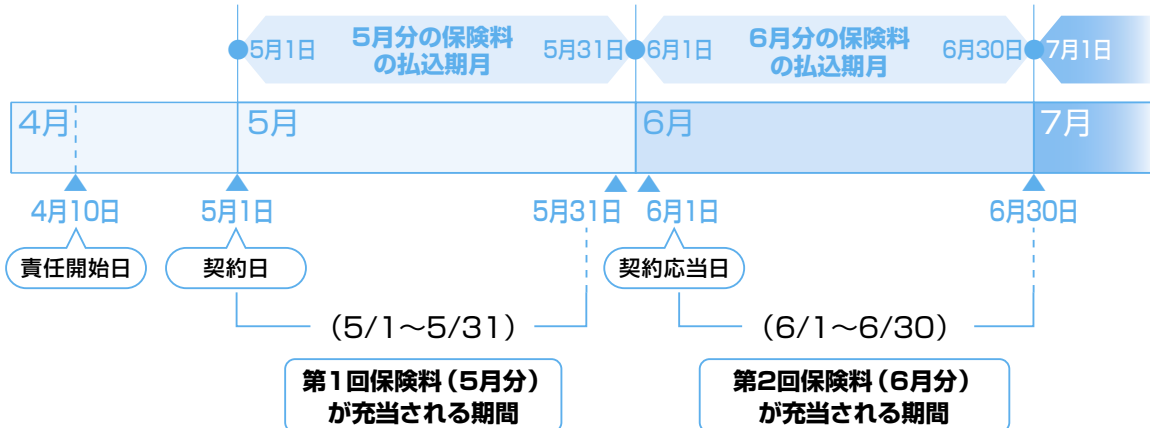 5月1日
5月分の保険料
の払込期月
5月31日
6月1日
6月分の保険料
の払込期月
6月30日
7月1日
4月
5月
6月
7月
4月10日
5月1日
5月31日
6月1日
6月30日
責任開始日
契約日
契約応当日
（5/1～5/31）
（6/1～6/30）
第1回保険料（5月分）
が充当される期間
第2回保険料（6月分）
が充当される期間